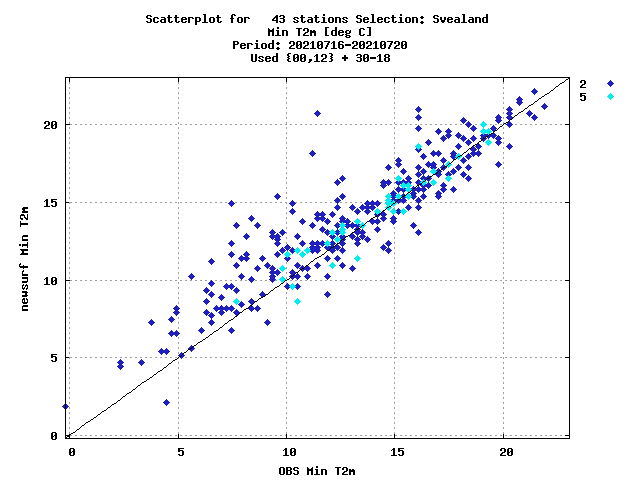 Scatterplot for   43 stations Selection: Svealand
Min T2m [deg C]
Period: 20210716-20210720
Used {00,12} + 30-18
2
5
20
15
10
5
0
newsurf Min T2m
0 5 10 15 20
OBS Min T2m